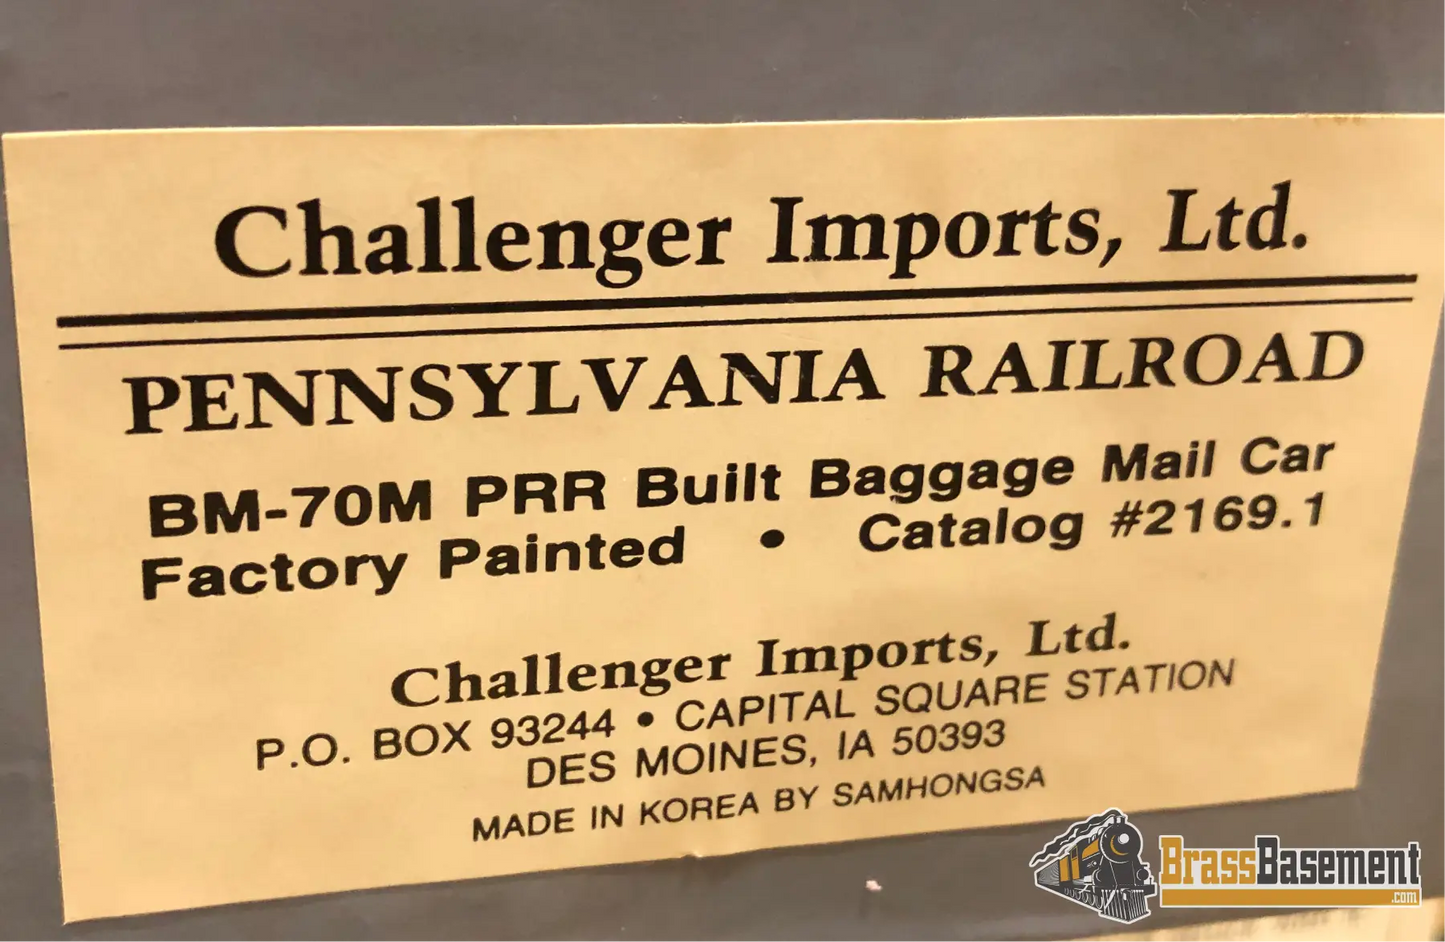 Challenger Imports, Ltd.
PENNSYLVANIA RAILROAD
BM-70M PRR Built Baggage Mail Car
Factory Painted • Catalog #2169.1
Challenger Imports, Ltd.
P.O. BOX 93244 • CAPITAL SQUARE STATION
DES MOINES, IA 50393
MADE IN KOREA BY SAMHONGSA
BrassBasement
.com